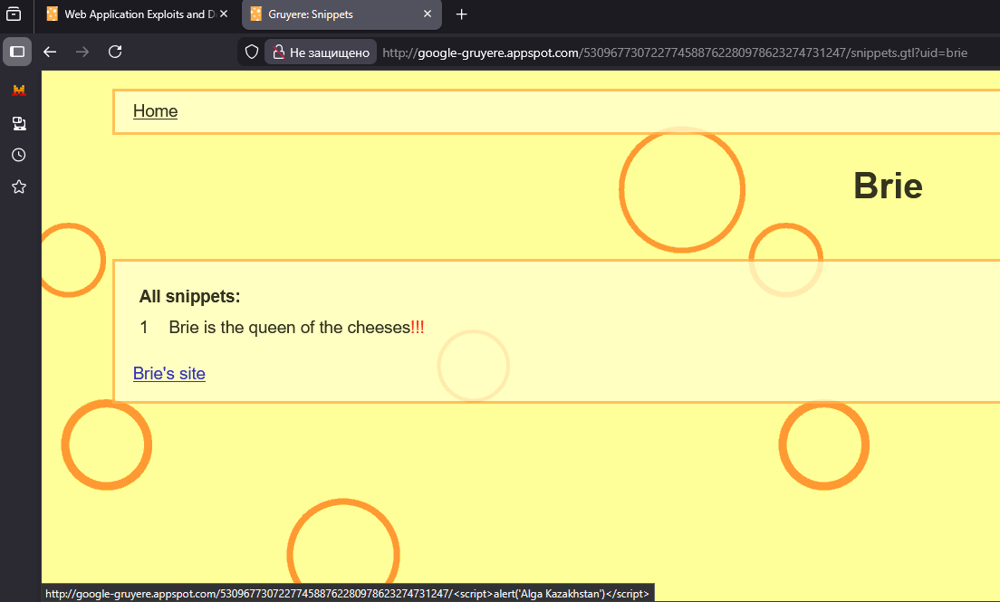 Web Application Exploits and D
Gruyere: Snippets
Не защищено
http://google-gruyere.appspot.com/530967730722774588762280978623274731247/snippets.gtl?uid=brie
Home
Brie
All snippets:
1 Brie is the queen of the cheeses!!!
Brie's site
http://google-gruyere.appspot.com/530967730722774588762280978623274731247/<script>alert('Alga Kazakhstan')</script>